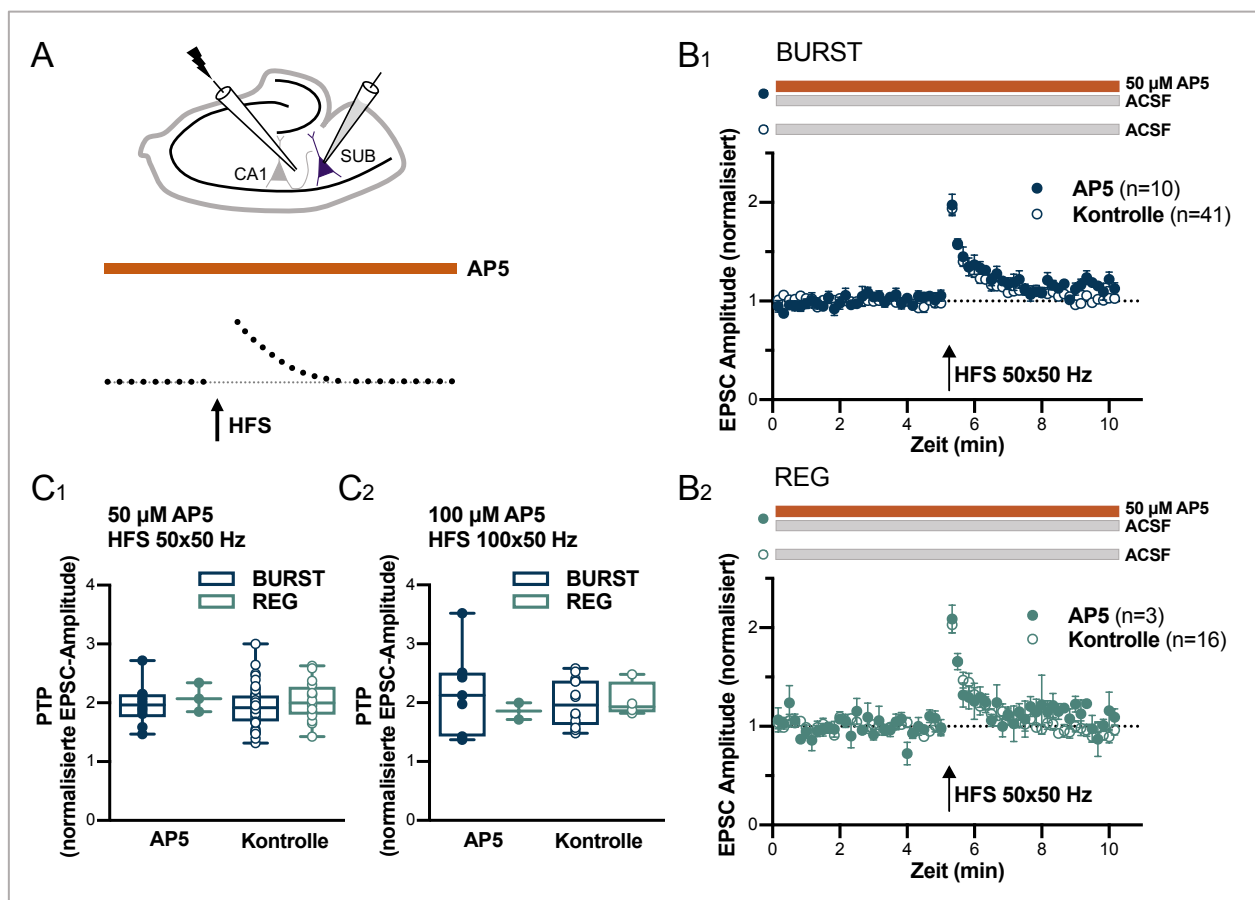 A
CA1
SUB
AP5
HFS
B1
BURST
50 µM AP5
ACSF
ACSF
EPSC Amplitude (normalisiert)
2
1
0
AP5 (n=10)
Kontrolle (n=41)
HFS 50x50 Hz
0 2 4 6 8 10
Zeit (min)
C1
50 µM AP5
HFS 50x50 Hz
BURST
REG
PTP
(normalisierte EPSC-Amplitude)
4
3
2
1
0
AP5
Kontrolle
C2
100 µM AP5
HFS 100x50 Hz
BURST
REG
PTP
(normalisierte EPSC-Amplitude)
4
3
2
1
0
AP5
Kontrolle
B2
REG
50 µM AP5
ACSF
ACSF
EPSC Amplitude (normalisiert)
2
1
0
AP5 (n=3)
Kontrolle (n=16)
HFS 50x50 Hz
0 2 4 6 8 10
Zeit (min)